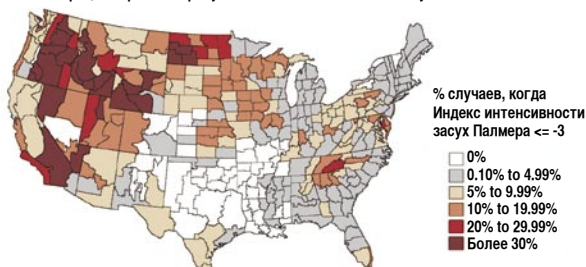 % случаев, когда
Индекс интенсивности
засух Палмера <= -3
0%
0.10% to 4.99%
5% to 9.99%
10% to 19.99%
20% to 29.99%
Более 30%